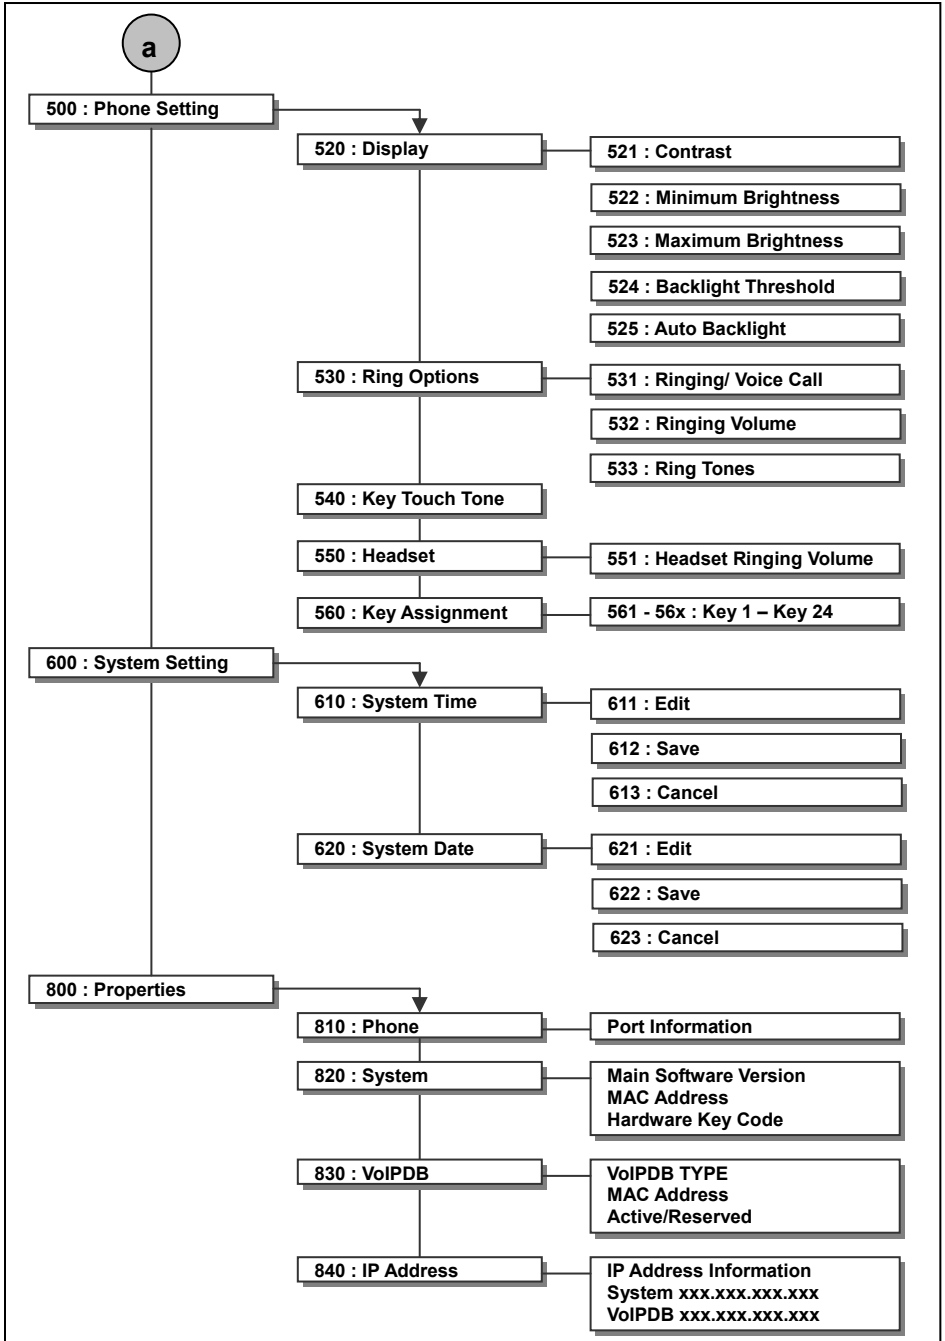 a
500 : Phone Setting
520 : Display
521 : Contrast
522 : Minimum Brightness
523 : Maximum Brightness
524 : Backlight Threshold
525 : Auto Backlight
530 : Ring Options
531 : Ringing/ Voice Call
532 : Ringing Volume
533 : Ring Tones
540 : Key Touch Tone
550 : Headset
551 : Headset Ringing Volume
560 : Key Assignment
561 - 56x : Key 1 – Key 24
600 : System Setting
610 : System Time
611 : Edit
612 : Save
613 : Cancel
620 : System Date
621 : Edit
622 : Save
623 : Cancel
800 : Properties
810 : Phone
Port Information
820 : System
Main Software Version
MAC Address
Hardware Key Code
830 : VoIPDB
VoIPDB TYPE
MAC Address
Active/Reserved
840 : IP Address
IP Address Information
System xxx.xxx.xxx.xxx
VoIPDB xxx.xxx.xxx.xxx